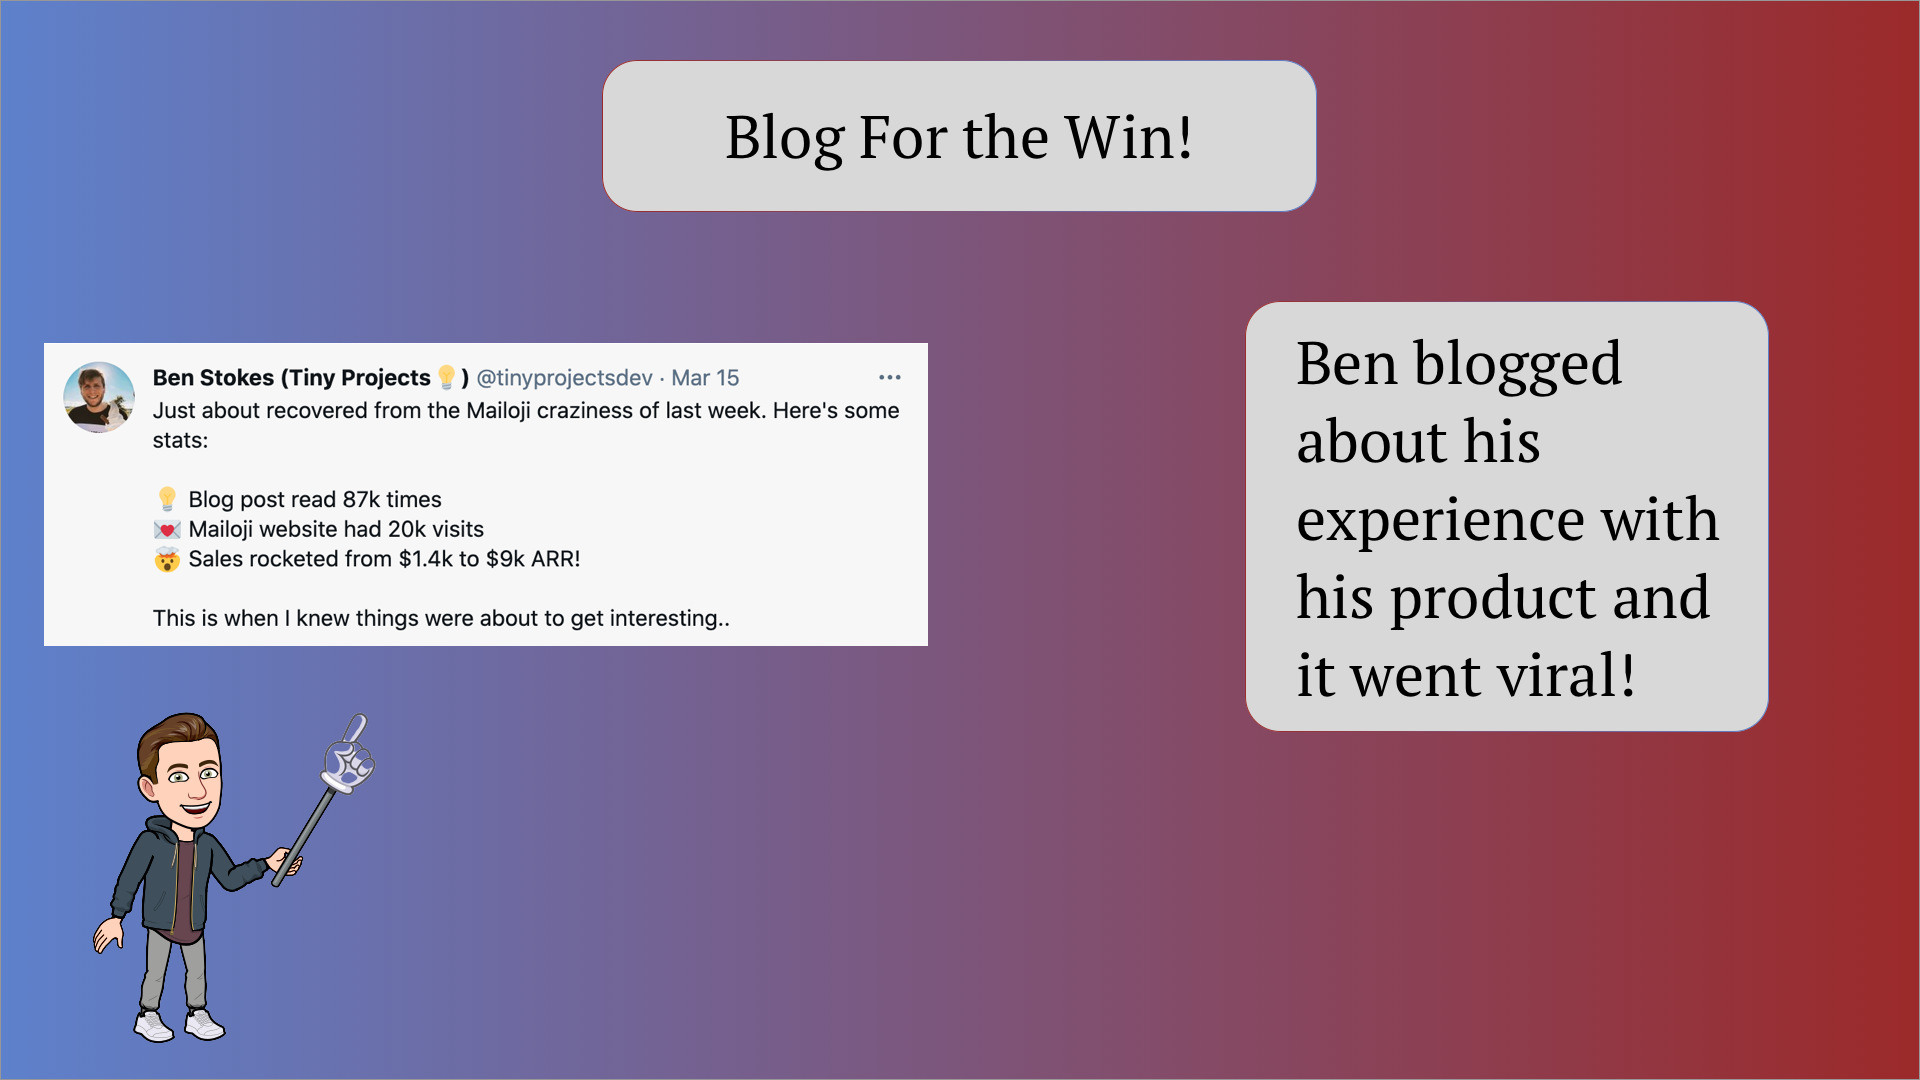 Blog For the Win!
Ben Stokes (Tiny Projects💡) @tinyprojectsdev · Mar 15 ···
Just about recovered from the Mailoji craziness of last week. Here's some
stats:
💡 Blog post read 87k times
💌 Mailoji website had 20k visits
🤯 Sales rocketed from $1.4k to $9k ARR!
This is when I knew things were about to get interesting..
Ben blogged
about his
experience with
his product and
it went viral!